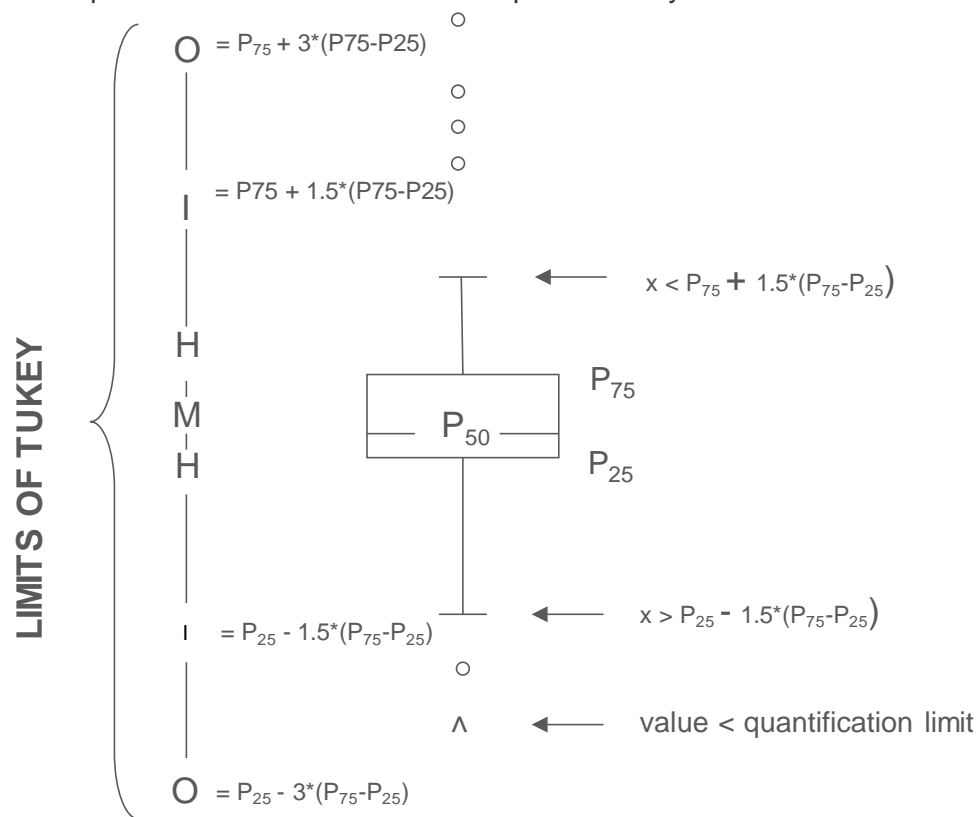 O = P₇₅ + 3*(P75-P25)
I = P75 + 1.5*(P75-P25)
x < P₇₅ + 1.5*(P₇₅-P₂₅)
H
P₇₅
M
P₅₀
H
P₂₅
LIMITS OF TUKEY
x > P₂₅ - 1.5*(P₇₅-P₂₅)
I = P₂₅ - 1.5*(P₇₅-P₂₅)
^ value < quantification limit
O = P₂₅ - 3*(P₇₅-P₂₅)